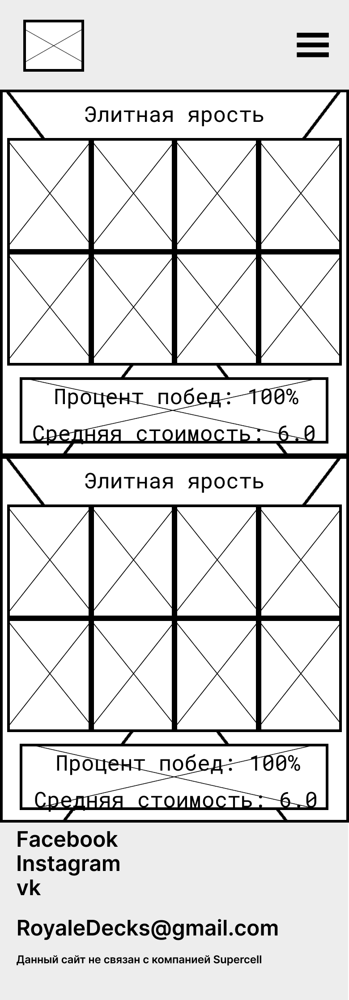 Элитная ярость
Процент побед: 100%
Средняя стоимость: 6.0
Элитная ярость
Процент побед: 100%
Средняя стоимость: 6.0
Facebook
Instagram
vk
RoyaleDecks@gmail.com
Данный сайт не связан с компанией Supercell